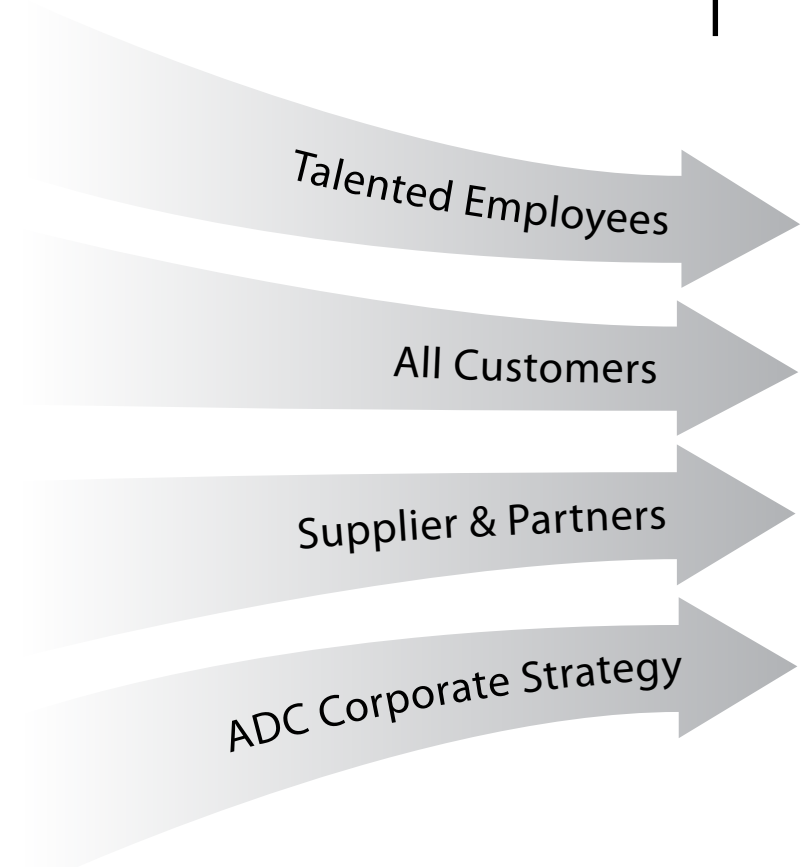 Talented Employees
All Customers
Supplier & Partners
ADC Corporate Strategy